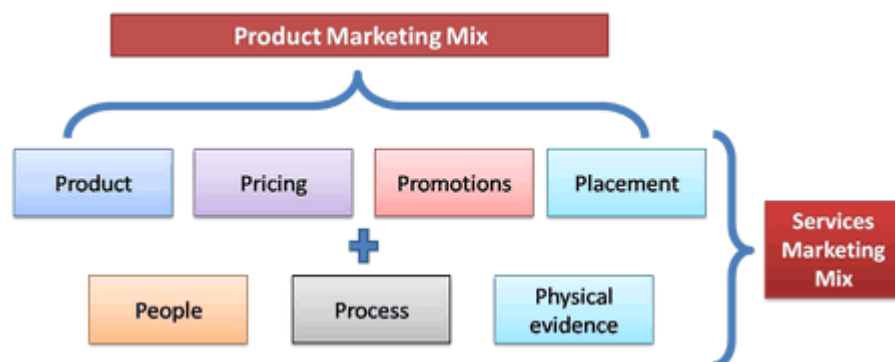 Product Marketing Mix
Product
Pricing
Promotions
Placement
+
People
Process
Physical
evidence
Services
Marketing
Mix